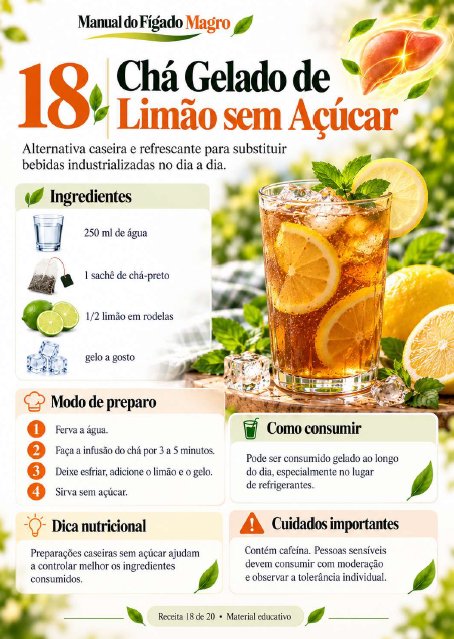 Manual do Fígado Magro
18
Chá Gelado de
Limão sem Açúcar
Alternativa caseira e refrescante para substituir
bebidas industrializadas no dia a dia.
Ingredientes
250 ml de água
1 sachê de chá-preto
1/2 limão em rodelas
gelo a gosto
Modo de preparo
1 Ferva a água.
2 Faça a infusão do chá por 3 a 5 minutos.
3 Deixe esfriar, adicione o limão e o gelo.
4 Sirva sem açúcar.
Como consumir
Pode ser consumido gelado ao longo
do dia, especialmente no lugar
de refrigerantes.
Dica nutricional
Preparações caseiras sem açúcar ajudam
a controlar melhor os ingredientes
consumidos.
Cuidados importantes
Contém cafeína. Pessoas sensíveis
devem consumir com moderação
e observar a tolerância individual.
Receita 18 de 20 • Material educativo